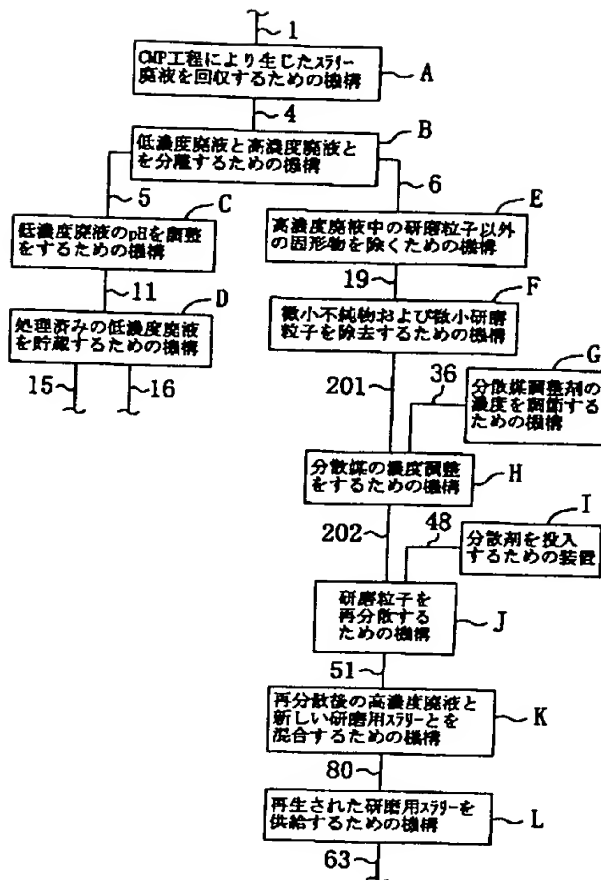 1
CMP工程により生じたスラリー
廃液を回収するための機構
A
4
B
低濃度廃液と高濃度廃液と
を分離するための機構
5
6
C
低濃度廃液のpHを調整
をするための機構
E
高濃度廃液中の研磨粒子以外
の固形物を除くための機構
11
19
D
処理済みの低濃度廃液
を貯蔵するための機構
F
微小不純物および微小研磨
粒子を除去するための機構
15
16
201
36
G
分散媒調整剤の
濃度を調節する
ための機構
分散媒の濃度調整
をするための機構
H
202
48
I
分散剤を投入
するための装置
研磨粒子を
再分散する
ための機構
J
51
再分散後の高濃度廃液と
新しい研磨用スラリーとを
混合するための機構
K
80
再生された研磨用スラリーを
供給するための機構
L
63